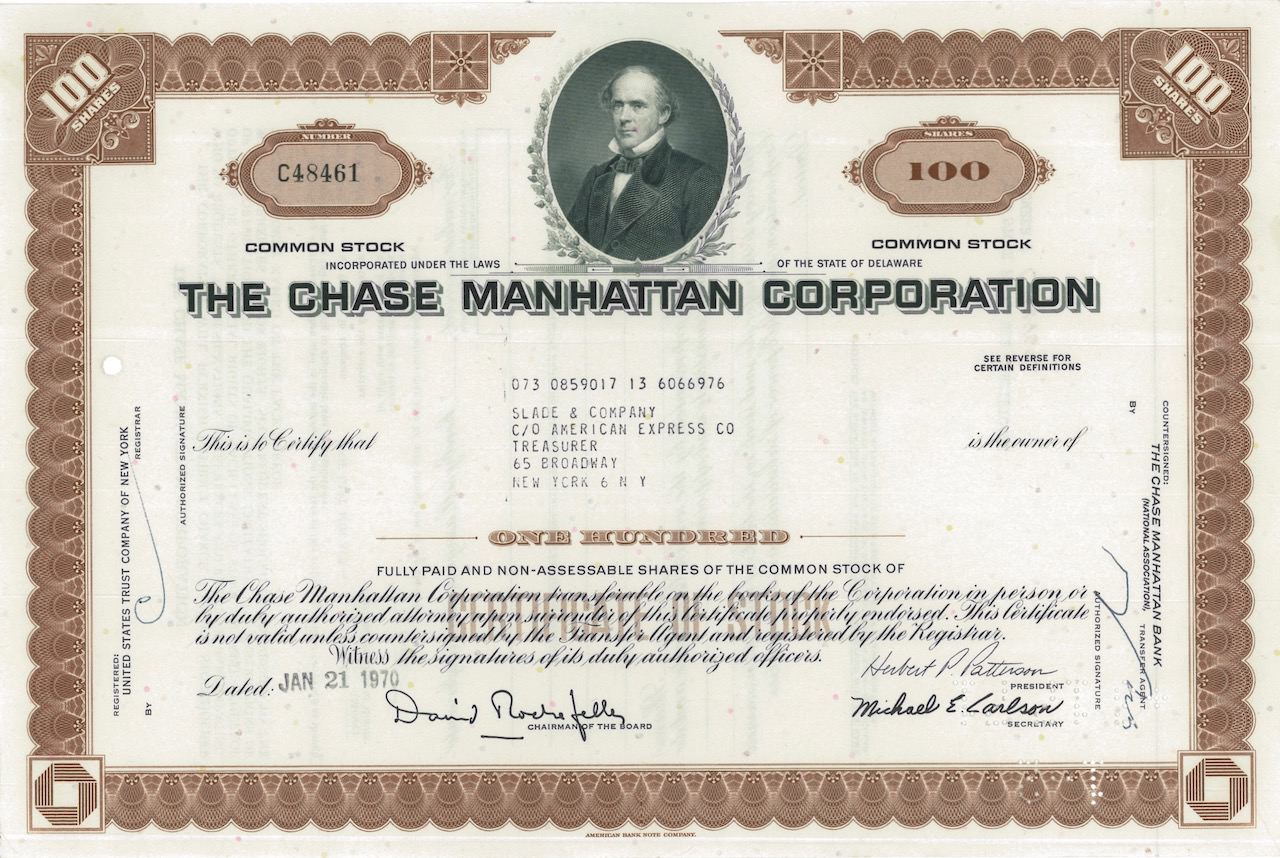 100 SHARES
100 SHARES
NUMBER
C48461
SHARES
100
COMMON STOCK
COMMON STOCK
INCORPORATED UNDER THE LAWS
OF THE STATE OF DELAWARE
THE CHASE MANHATTAN CORPORATION
SEE REVERSE FOR
CERTAIN DEFINITIONS
073 0859017 13 6066976
SLADE & COMPANY
C/O AMERICAN EXPRESS CO
TREASURER
65 BROADWAY
NEW YORK 6 N Y
This is to Certify that
is the owner of
ONE HUNDRED
FULLY PAID AND NON-ASSESSABLE SHARES OF THE COMMON STOCK OF
CERTIFICATE OF STOCK
The Chase Manhattan Corporation transferable on the books of the Corporation in person or
by duly authorized attorney upon surrender of this Certificate properly endorsed. This Certificate
is not valid unless countersigned by the Transfer Agent and registered by the Registrar.
Witness the signatures of its duly authorized officers.
Dated: JAN 21 1970
David Rockefeller
CHAIRMAN OF THE BOARD
Herbert P. Patterson
PRESIDENT
Michael E. Carlson
SECRETARY
REGISTERED:
UNITED STATES TRUST COMPANY OF NEW YORK
REGISTRAR
BY
AUTHORIZED SIGNATURE
COUNTERSIGNED:
THE CHASE MANHATTAN BANK
(NATIONAL ASSOCIATION),
TRANSFER AGENT
BY
AUTHORIZED SIGNATURE
AMERICAN BANK NOTE COMPANY.